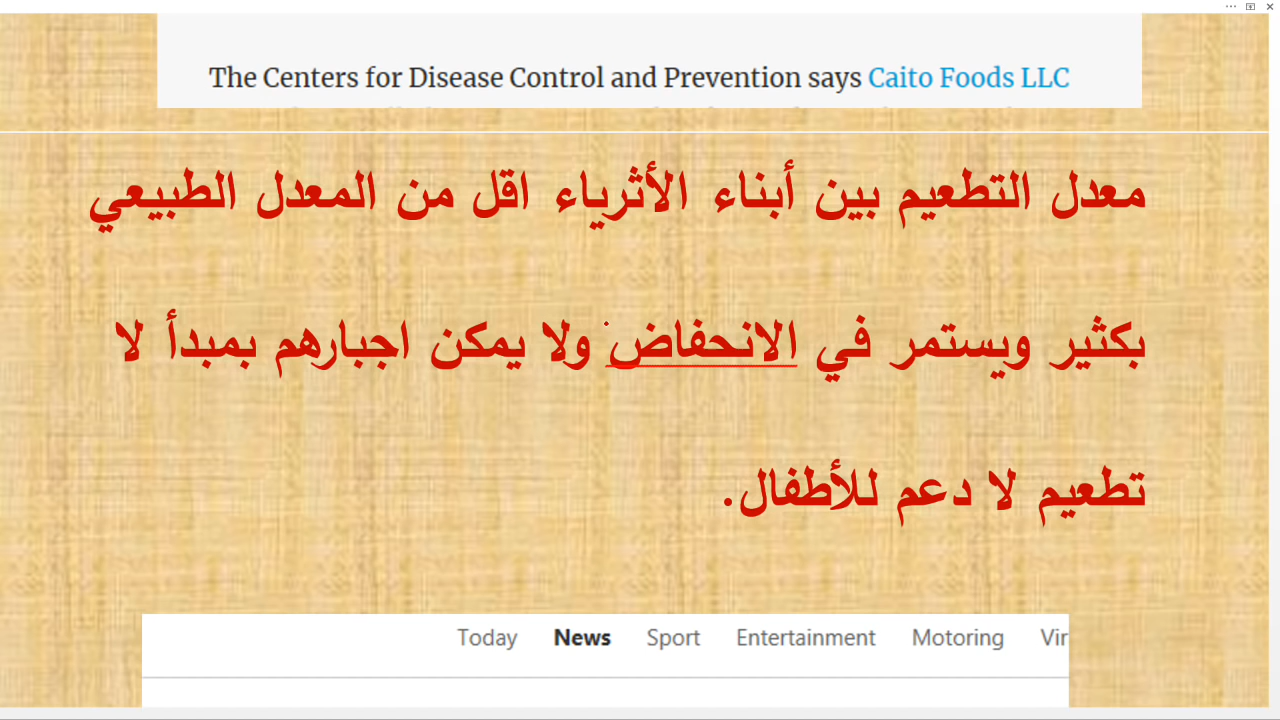 The Centers for Disease Control and Prevention says Caito Foods LLC
معدل التطعيم بين أبناء الأثرياء اقل من المعدل الطبيعي
بكثير ويستمر في الانحفاض ولا يمكن اجبارهم بمبدأ لا
تطعيم لا دعم للأطفال.
Today News Sport Entertainment Motoring Vir